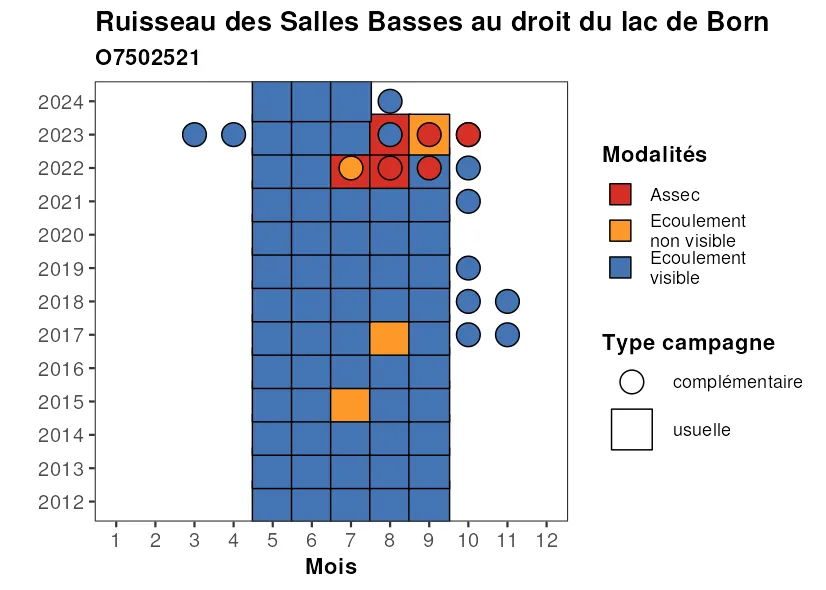 Ruisseau des Salles Basses au droit du lac de Born
O7502521
2024
2023
2022
2021
2020
2019
2018
2017
2016
2015
2014
2013
2012
1 2 3 4 5 6 7 8 9 10 11 12
Mois
Modalités
Assec
Ecoulement
non visible
Ecoulement
visible
Type campagne
complémentaire
usuelle